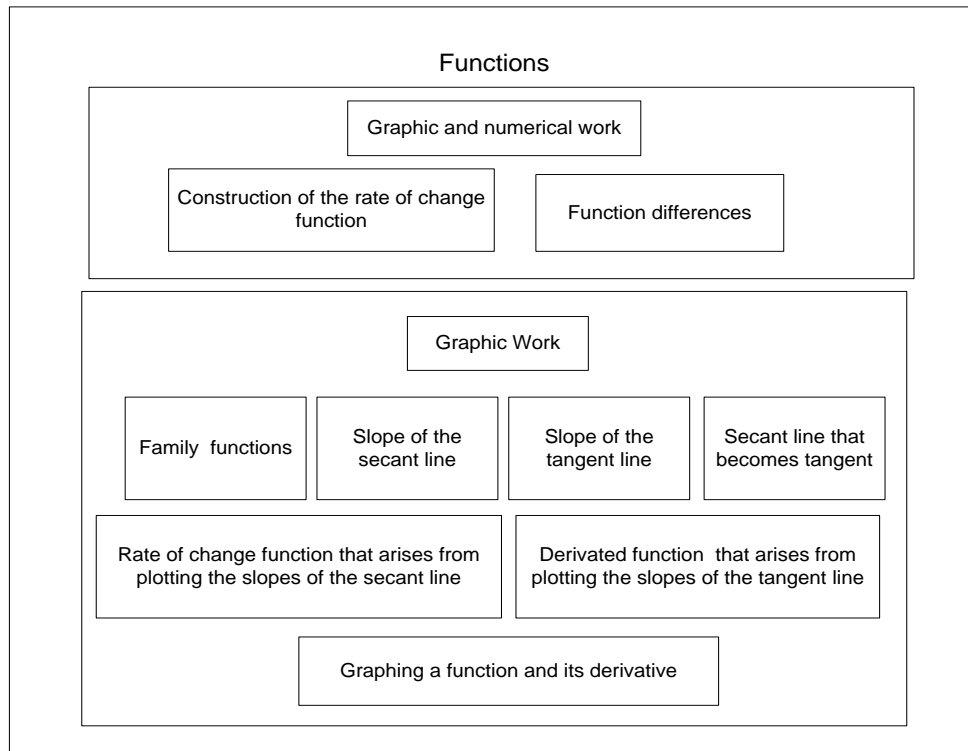 Functions
Graphic and numerical work
Construction of the rate of change
function
Function differences
Graphic Work
Family functions
Slope of the
secant line
Slope of the
tangent line
Secant line that
becomes tangent
Rate of change function that arises from
plotting the slopes of the secant line
Derivated function that arises from
plotting the slopes of the tangent line
Graphing a function and its derivative